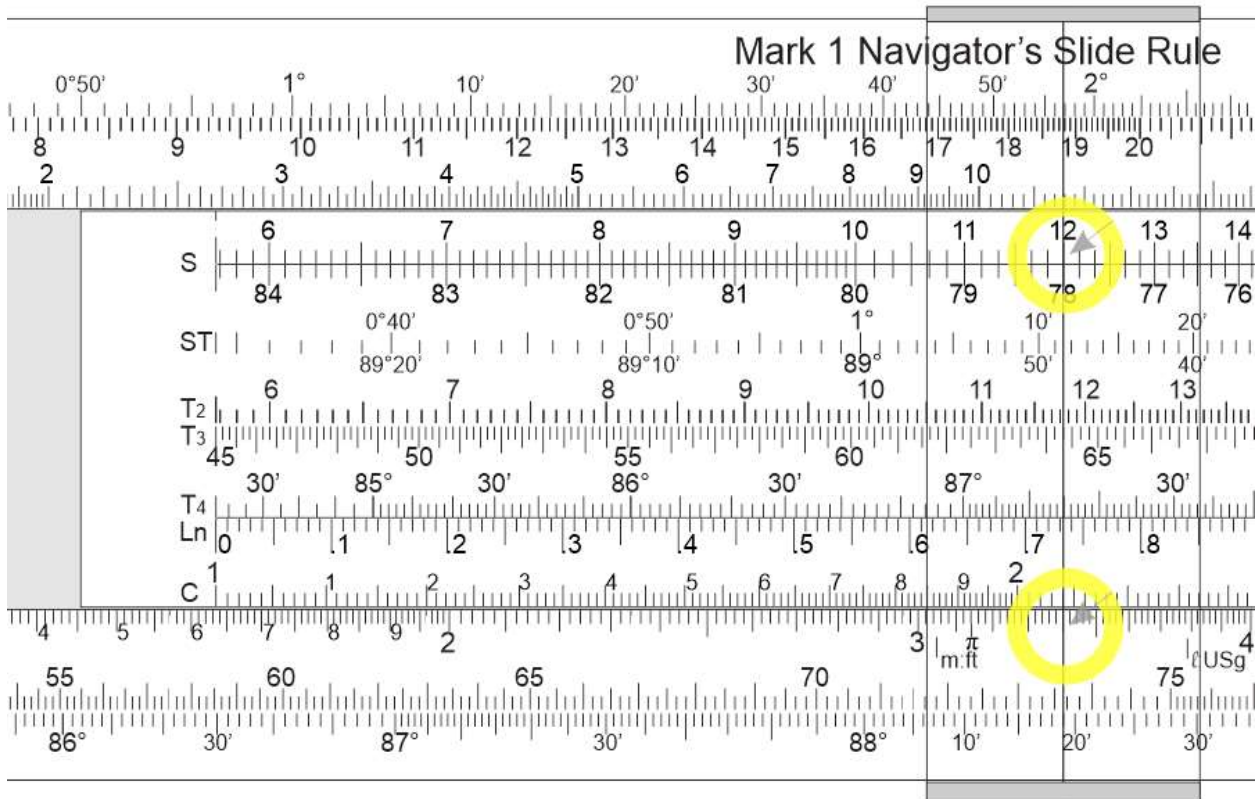 Mark 1 Navigator's Slide Rule
0°50' 1° 10' 20' 30' 40' 50' 2°
8 9 10 11 12 13 14 15 16 17 18 19 20
2 3 4 5 6 7 8 9 10
6 7 8 9 10 11 12 13 14
S
84 83 82 81 80 79 78 77 76
0°40' 0°50' 1° 10' 20'
ST
89°20' 89°10' 89° 50' 40'
6 7 8 9 10 11 12 13
T2
T3
45 50 55 60 65
30' 85° 30' 86° 30' 87° 30'
T4
Ln
0 .1 .2 .3 .4 .5 .6 .7 .8
1 1 2 3 4 5 6 7 8 9 2
C
4 5 6 7 8 9 2 3 π 4
m:ft ℓ USg
55 60 65 70 75
86° 30' 87° 30' 88° 10' 20' 30'